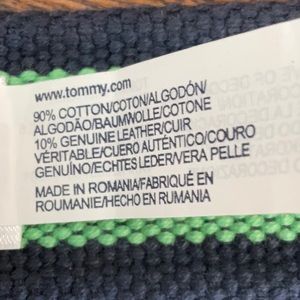 www.tommy.com
90% COTTON/COTON/ALGODÓN/
ALGODÃO/BAUMWOLLE/COTONE
10% GENUINE LEATHER/CUIR
VÉRITABLE/CUERO AUTÉNTICO/COURO
GENUÍNO/ECHTES LEDER/VERA PELLE
MADE IN ROMANIA/FABRIQUÉ EN
ROUMANIE/HECHO EN RUMANIA